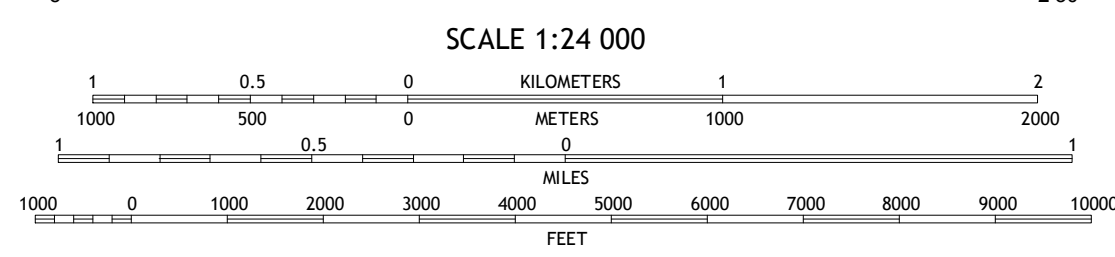 SCALE 1:24 000
1 0.5 0 KILOMETERS 1 2
1000 500 0 METERS 1000 2000
1 0.5 0 1
MILES
1000 0 1000 2000 3000 4000 5000 6000 7000 8000 9000 10000
FEET